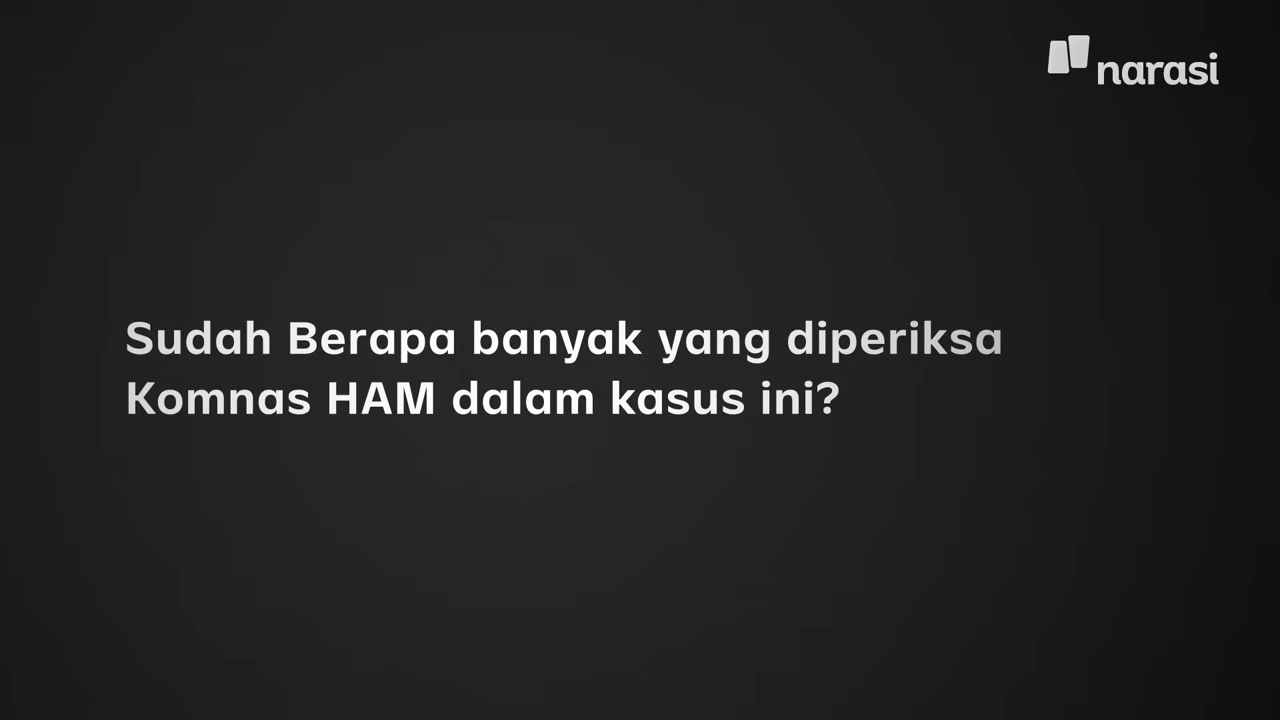 narasi
Sudah Berapa banyak yang diperiksa
Komnas HAM dalam kasus ini?